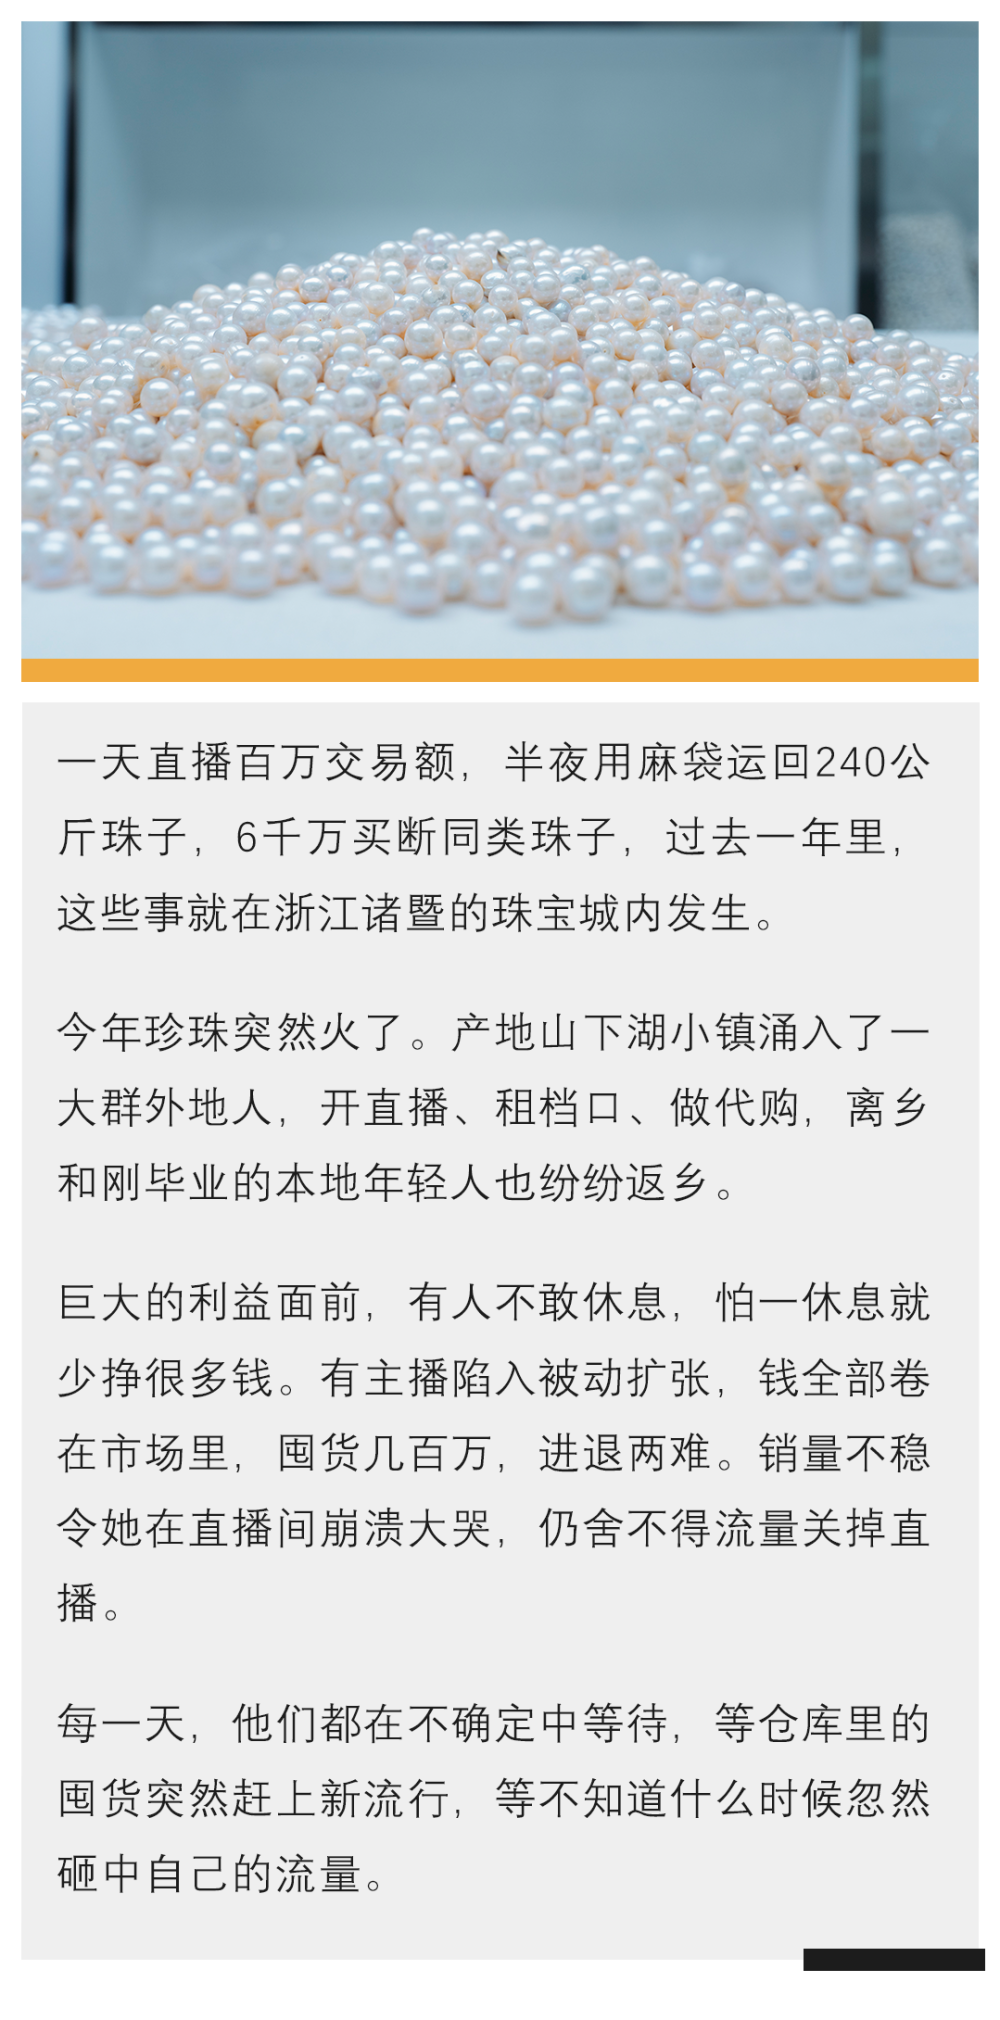 一天直播百万交易额，半夜用麻袋运回240公
斤珠子，6千万买断同类珠子，过去一年里，
这些事就在浙江诸暨的珠宝城内发生。
今年珍珠突然火了。产地山下湖小镇涌入了一
大群外地人，开直播、租档口、做代购，离乡
和刚毕业的本地年轻人也纷纷返乡。
巨大的利益面前，有人不敢休息，怕一休息就
少挣很多钱。有主播陷入被动扩张，钱全部卷
在市场里，囤货几百万，进退两难。销量不稳
令她在直播间崩溃大哭，仍舍不得流量关掉直
播。
每一天，他们都在不确定中等待，等仓库里的
囤货突然赶上新流行，等不知道什么时候忽然
砸中自己的流量。